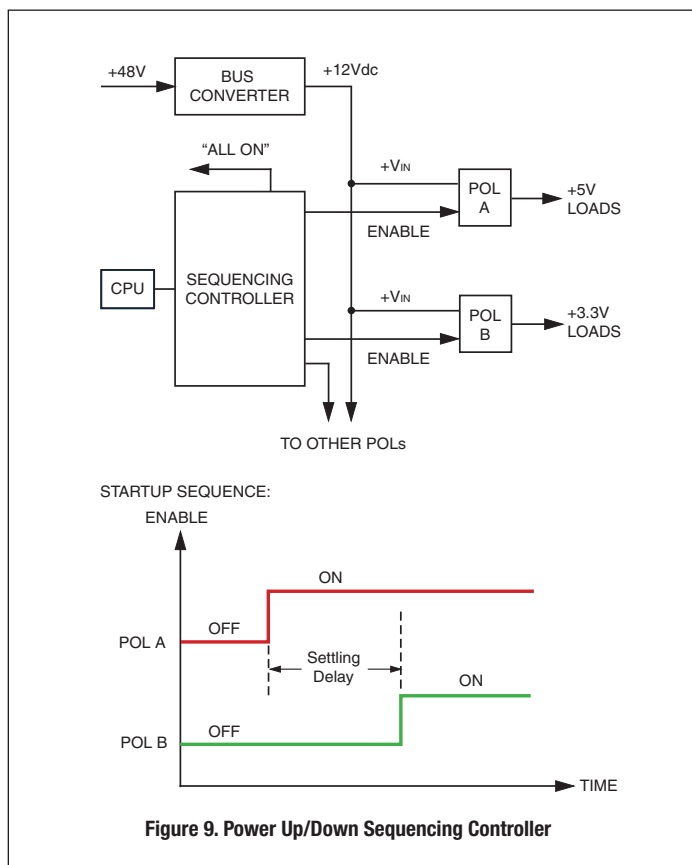 +48V
BUS
CONVERTER
+12Vdc
“ALL ON”
+VIN
POL
A
+5V
LOADS
ENABLE
CPU
SEQUENCING
CONTROLLER
+VIN
POL
B
+3.3V
LOADS
ENABLE
TO OTHER POLs
STARTUP SEQUENCE:
ENABLE
ON
OFF
POL A
Settling
Delay
ON
OFF
POL B
TIME
Figure 9. Power Up/Down Sequencing Controller